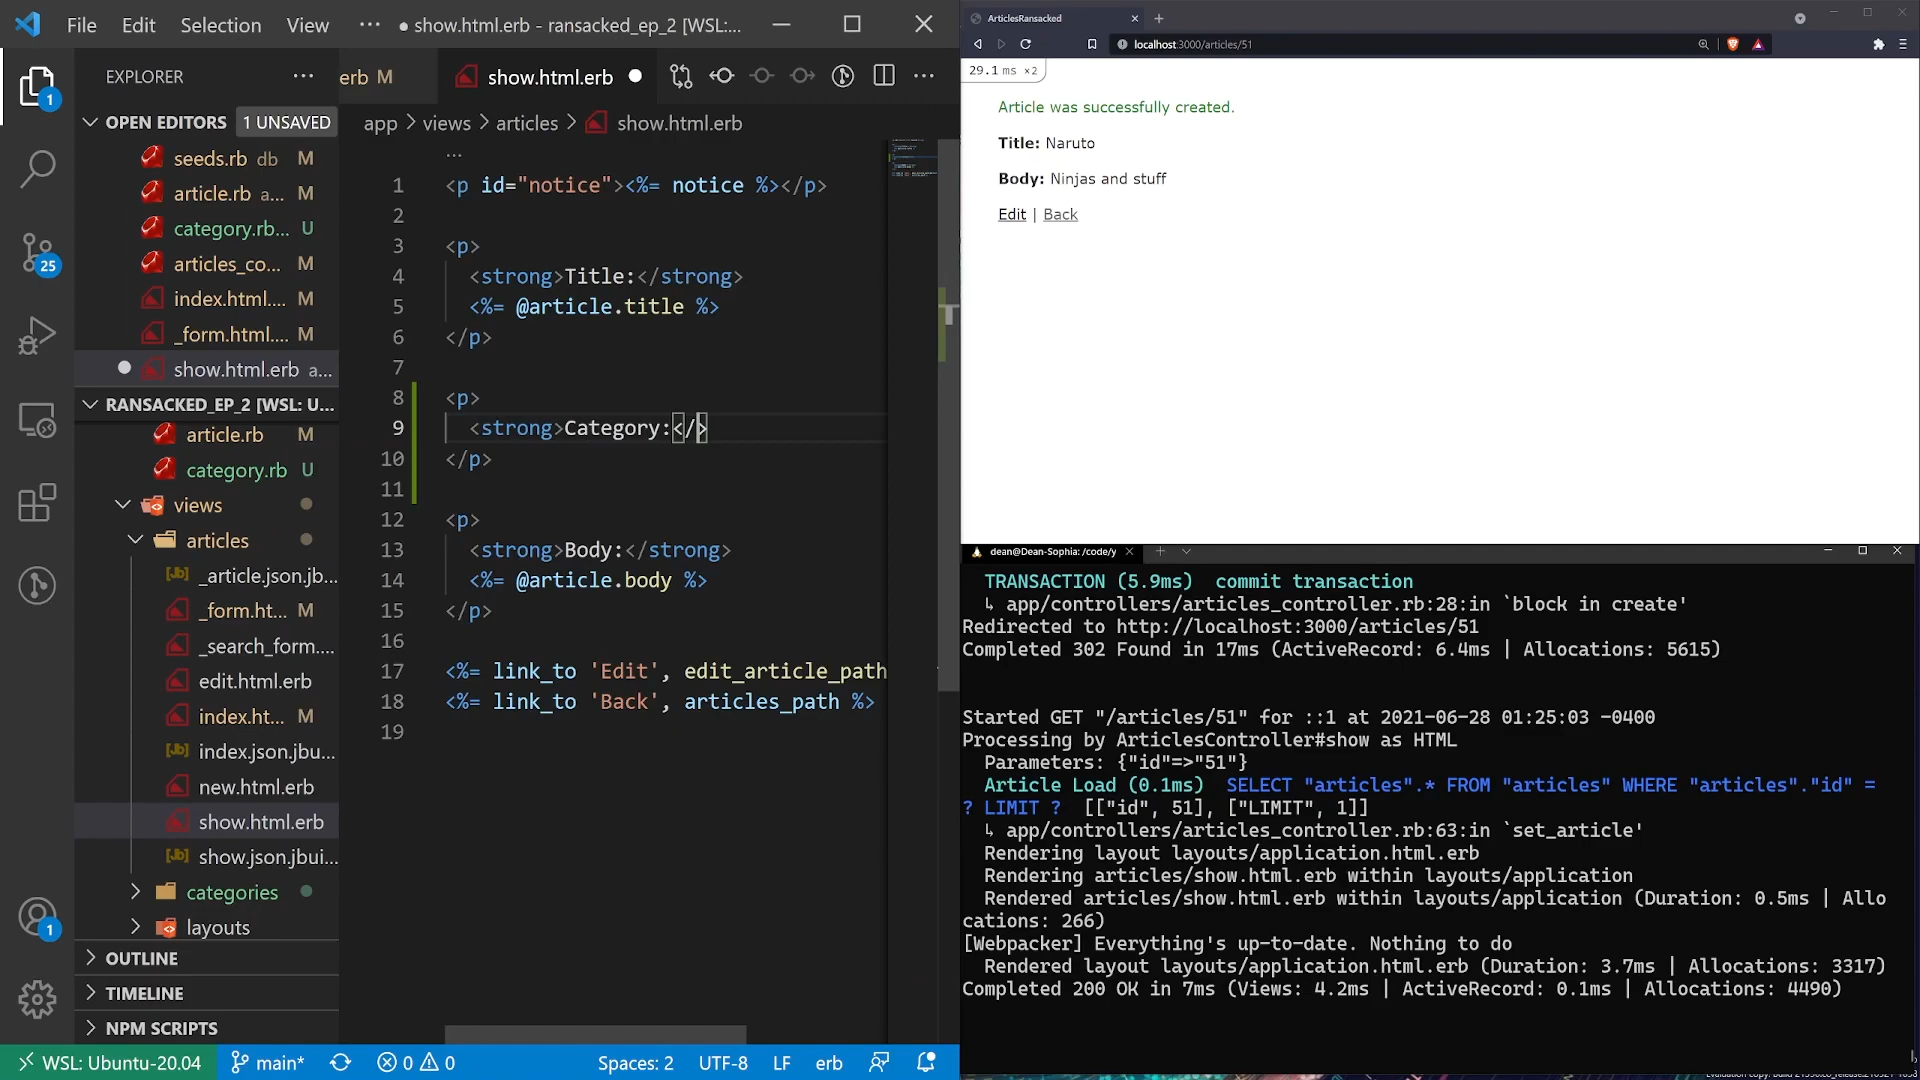 File Edit Selection View ··· ● show.html.erb - ransacked_ep_2 [WSL:...
EXPLORER ···
OPEN EDITORS 1 UNSAVED
seeds.rb db M
article.rb a... M
category.rb... U
articles_co... M
index.html.... M
_form.html.... M
show.html.erb a...
RANSACKED_EP_2 [WSL: U...
article.rb M
category.rb U
views
articles
_article.json.jb...
_form.ht... M
_search_form....
edit.html.erb
index.ht... M
index.json.jbu...
new.html.erb
show.html.erb
show.json.jbui...
categories
layouts
OUTLINE
TIMELINE
NPM SCRIPTS
1
25
1
erb M show.html.erb ●
app > views > articles > show.html.erb
...
1 <p id="notice"><%= notice %></p>
2
3 <p>
4 <strong>Title:</strong>
5 <%= @article.title %>
6 </p>
7
8 <p>
9 <strong>Category:</>
10 </p>
11
12 <p>
13 <strong>Body:</strong>
14 <%= @article.body %>
15 </p>
16
17 <%= link_to 'Edit', edit_article_path
18 <%= link_to 'Back', articles_path %>
19
WSL: Ubuntu-20.04 main* 0 0 Spaces: 2 UTF-8 LF erb
ArticlesRansacked
localhost:3000/articles/51
29.1 ms ×2
Article was successfully created.
Title: Naruto
Body: Ninjas and stuff
Edit | Back
dean@Dean-Sophia: /code/y
TRANSACTION (5.9ms) commit transaction
↳ app/controllers/articles_controller.rb:28:in `block in create'
Redirected to http://localhost:3000/articles/51
Completed 302 Found in 17ms (ActiveRecord: 6.4ms | Allocations: 5615)
Started GET "/articles/51" for ::1 at 2021-06-28 01:25:03 -0400
Processing by ArticlesController#show as HTML
Parameters: {"id"=>"51"}
Article Load (0.1ms) SELECT "articles".* FROM "articles" WHERE "articles"."id" =
? LIMIT ? [["id", 51], ["LIMIT", 1]]
↳ app/controllers/articles_controller.rb:63:in `set_article'
Rendering layout layouts/application.html.erb
Rendering articles/show.html.erb within layouts/application
Rendered articles/show.html.erb within layouts/application (Duration: 0.5ms | Allo
cations: 266)
[Webpacker] Everything's up-to-date. Nothing to do
Rendered layout layouts/application.html.erb (Duration: 3.7ms | Allocations: 3317)
Completed 200 OK in 7ms (Views: 4.2ms | ActiveRecord: 0.1ms | Allocations: 4490)